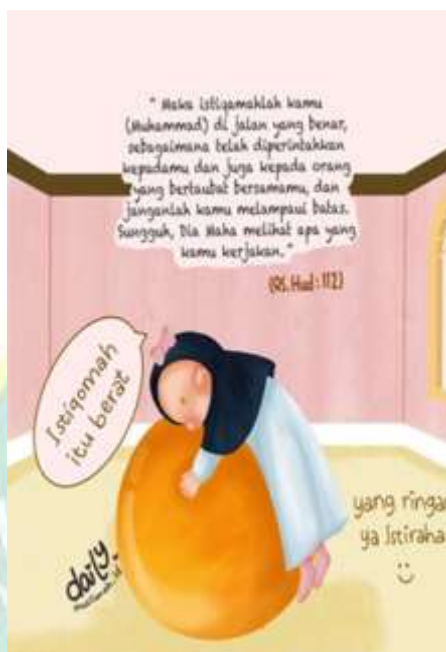 " Maka istiqamahlah kamu
(Muhammad) di jalan yang benar,
sebagaimana telah diperintahkan
kepadamu dan juga kepada orang
yang bertaubat bersamamu, dan
janganlah kamu melampaui batas.
Sungguh, Dia Maha melihat apa yang
kamu kerjakan. "
(QS. Hud : 112)
Istiqomah
itu berat
yang ringan
ya Istiraha
daily_
muslimah_id